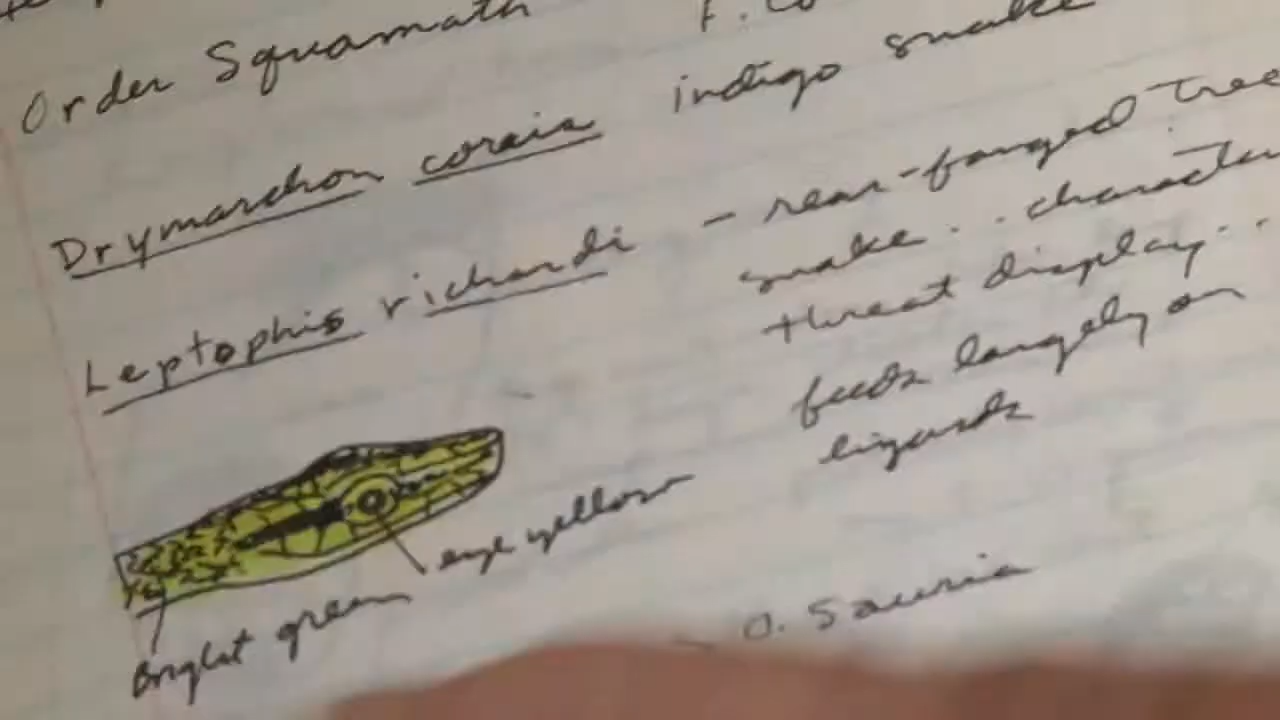 Order Squamata
Drymarchon corais indigo snake
Leptophis richardi - rear-fanged tree
snake . . character
threat display . .
feeds largely on
lizards
eye yellow
Bright green
O. Sauria